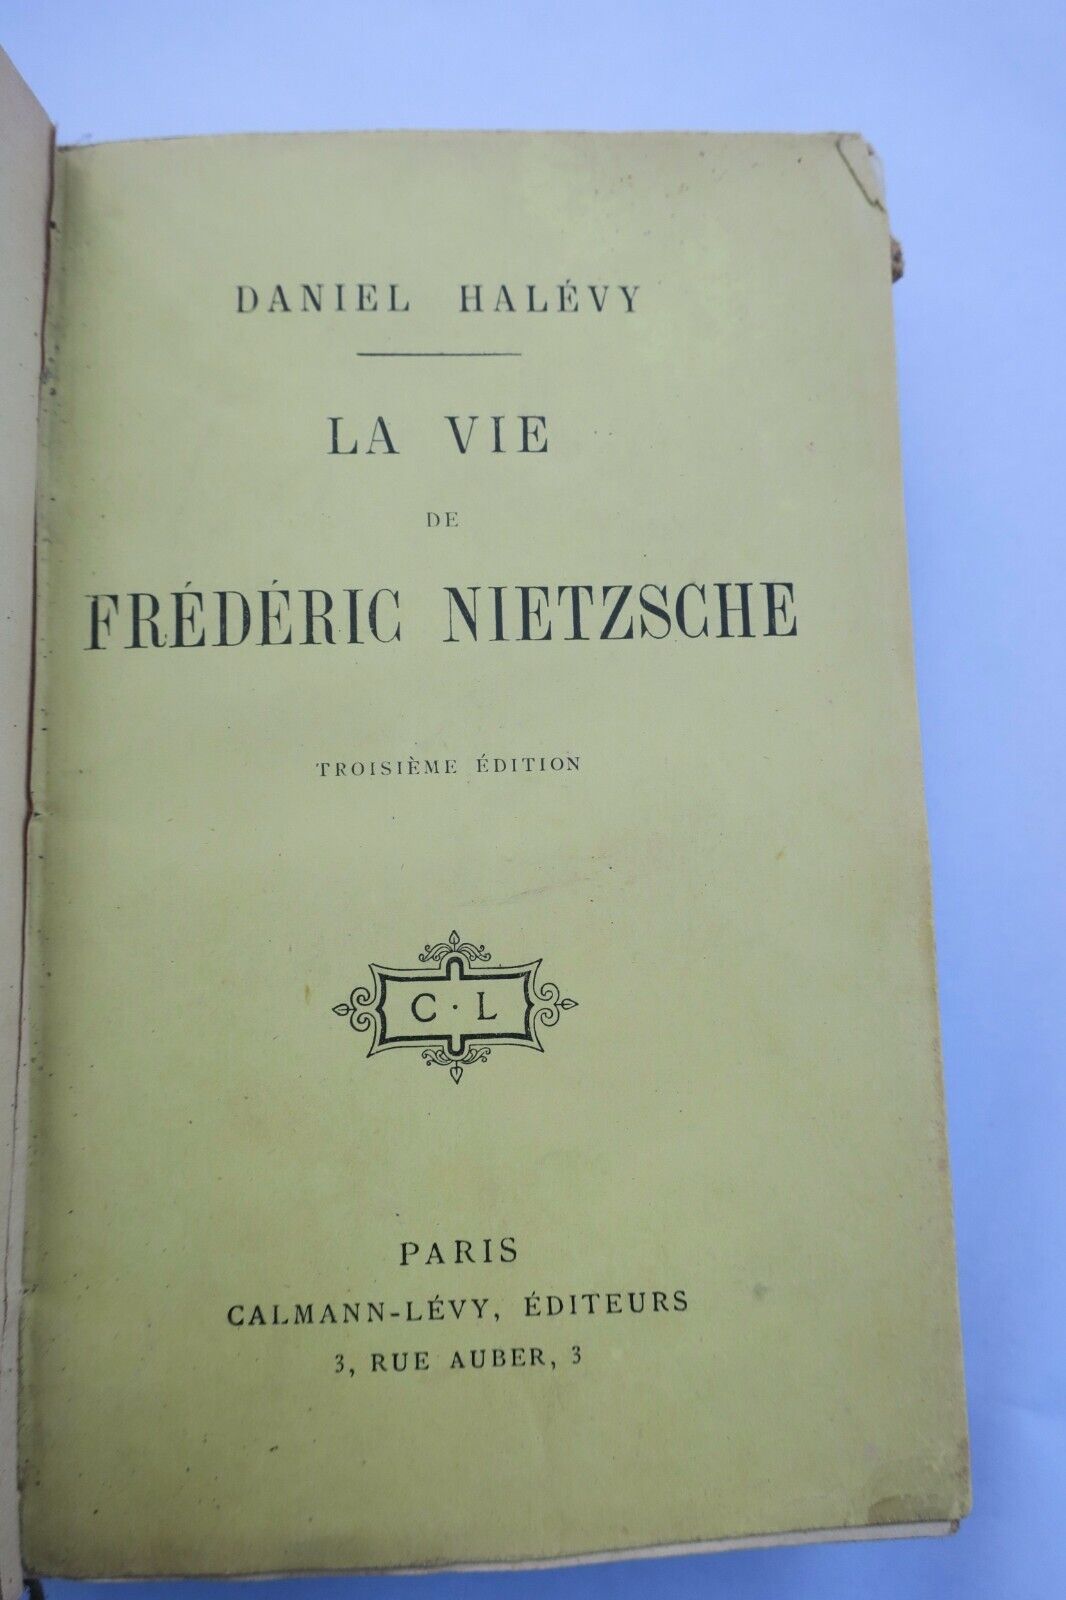 DANIEL HALÉVY
LA VIE
DE
FRÉDÉRIC NIETZSCHE
TROISIÈME ÉDITION
C · L
PARIS
CALMANN-LÉVY, ÉDITEURS
3, RUE AUBER, 3